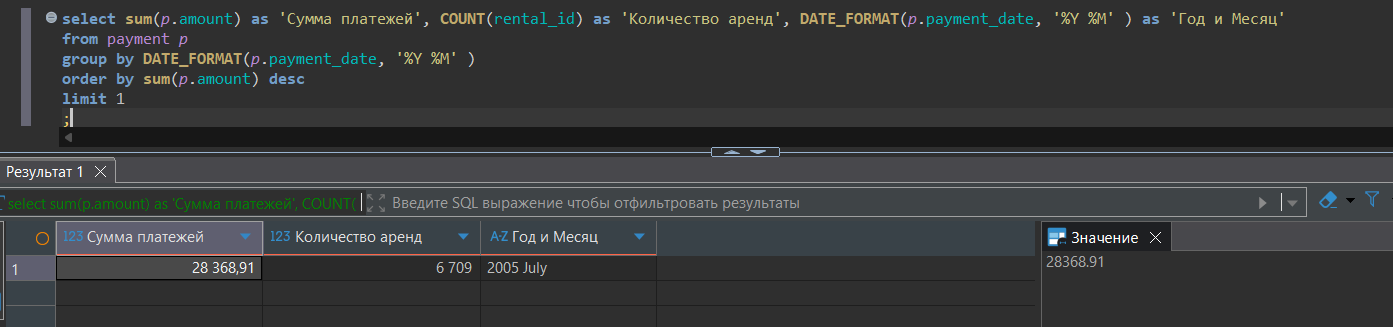 select sum(p.amount) as 'Сумма платежей', COUNT(rental_id) as 'Количество аренд', DATE_FORMAT(p.payment_date, '%Y %M' ) as 'Год и Месяц'
from payment p
group by DATE_FORMAT(p.payment_date, '%Y %M' )
order by sum(p.amount) desc
limit 1
;
Результат 1
select sum(p.amount) as 'Сумма платежей', COUNT( Введите SQL выражение чтобы отфильтровать результаты
123 Сумма платежей 123 Количество аренд A-Z Год и Месяц Значение
1 28 368,91 6 709 2005 July 28368.91